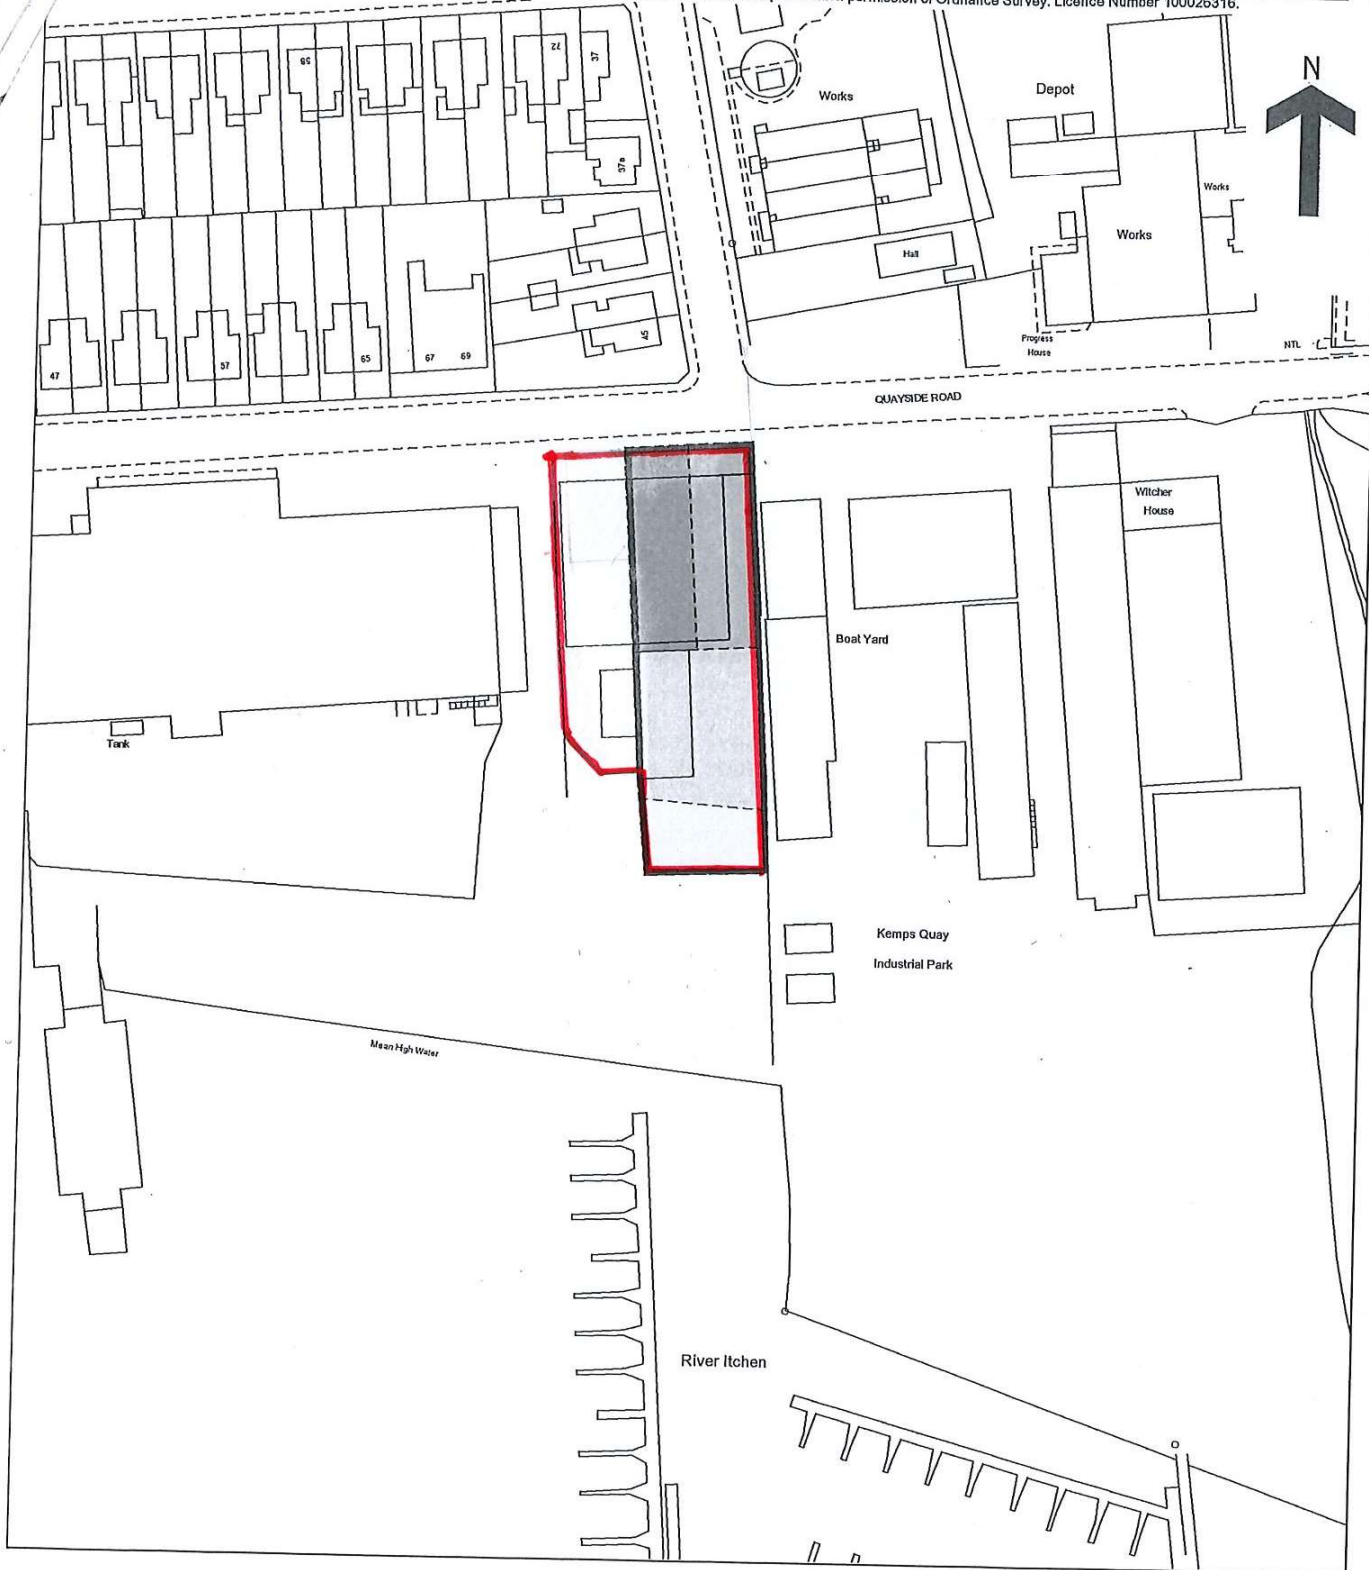 permission of Ordnance Survey. Licence Number 100026316.
N
58
72
37
37a
Works
Depot
Works
Works
Hall
Progress
House
NTL
47
57
65
67
69
45
QUAYSIDE ROAD
Witcher
House
Boat Yard
Tank
Kemps Quay
Industrial Park
Mean High Water
River Itchen